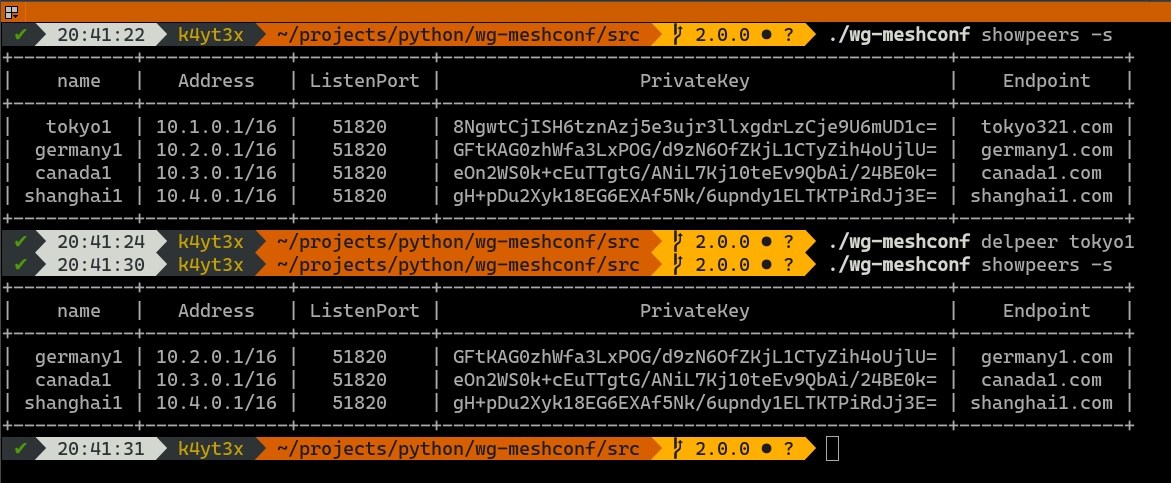 ✔ 20:41:22 k4yt3x ~/projects/python/wg-meshconf/src 2.0.0 ● ? ./wg-meshconf showpeers -s
+------------+-------------+------------+----------------------------------------------+---------------+
| name | Address | ListenPort | PrivateKey | Endpoint |
+------------+-------------+------------+----------------------------------------------+---------------+
| tokyo1 | 10.1.0.1/16 | 51820 | 8NgwtCjISH6tznAzj5e3ujr3llxgdrLzCje9U6mUD1c= | tokyo321.com |
| germany1 | 10.2.0.1/16 | 51820 | GFtKAG0zhWfa3LxPOG/d9zN6OfZKjL1CTyZih4oUjlU= | germany1.com |
| canada1 | 10.3.0.1/16 | 51820 | eOn2WS0k+cEuTTgtG/ANiL7Kj10teEv9QbAi/24BE0k= | canada1.com |
| shanghai1 | 10.4.0.1/16 | 51820 | gH+pDu2Xyk18EG6EXAf5Nk/6upndy1ELTKTPiRdJj3E= | shanghai1.com |
+------------+-------------+------------+----------------------------------------------+---------------+
✔ 20:41:24 k4yt3x ~/projects/python/wg-meshconf/src 2.0.0 ● ? ./wg-meshconf delpeer tokyo1
✔ 20:41:30 k4yt3x ~/projects/python/wg-meshconf/src 2.0.0 ● ? ./wg-meshconf showpeers -s
+------------+-------------+------------+----------------------------------------------+---------------+
| name | Address | ListenPort | PrivateKey | Endpoint |
+------------+-------------+------------+----------------------------------------------+---------------+
| germany1 | 10.2.0.1/16 | 51820 | GFtKAG0zhWfa3LxPOG/d9zN6OfZKjL1CTyZih4oUjlU= | germany1.com |
| canada1 | 10.3.0.1/16 | 51820 | eOn2WS0k+cEuTTgtG/ANiL7Kj10teEv9QbAi/24BE0k= | canada1.com |
| shanghai1 | 10.4.0.1/16 | 51820 | gH+pDu2Xyk18EG6EXAf5Nk/6upndy1ELTKTPiRdJj3E= | shanghai1.com |
+------------+-------------+------------+----------------------------------------------+---------------+
✔ 20:41:31 k4yt3x ~/projects/python/wg-meshconf/src 2.0.0 ● ?